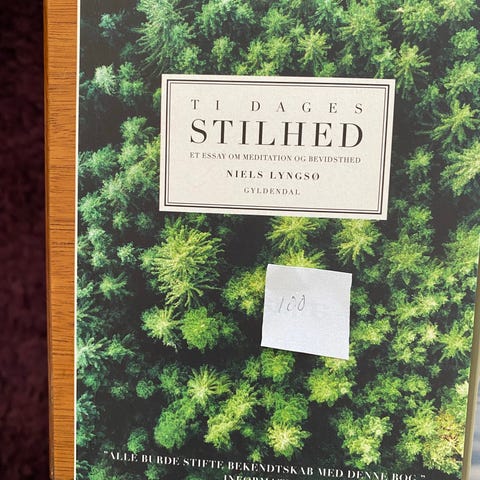 TI DAGES
STILHED
ET ESSAY OM MEDITATION OG BEVIDSTHED
NIELS LYNGSØ
GYLDENDAL
100
"ALLE BURDE STIFTE BEKENDTSKAB MED DENNE BOG."